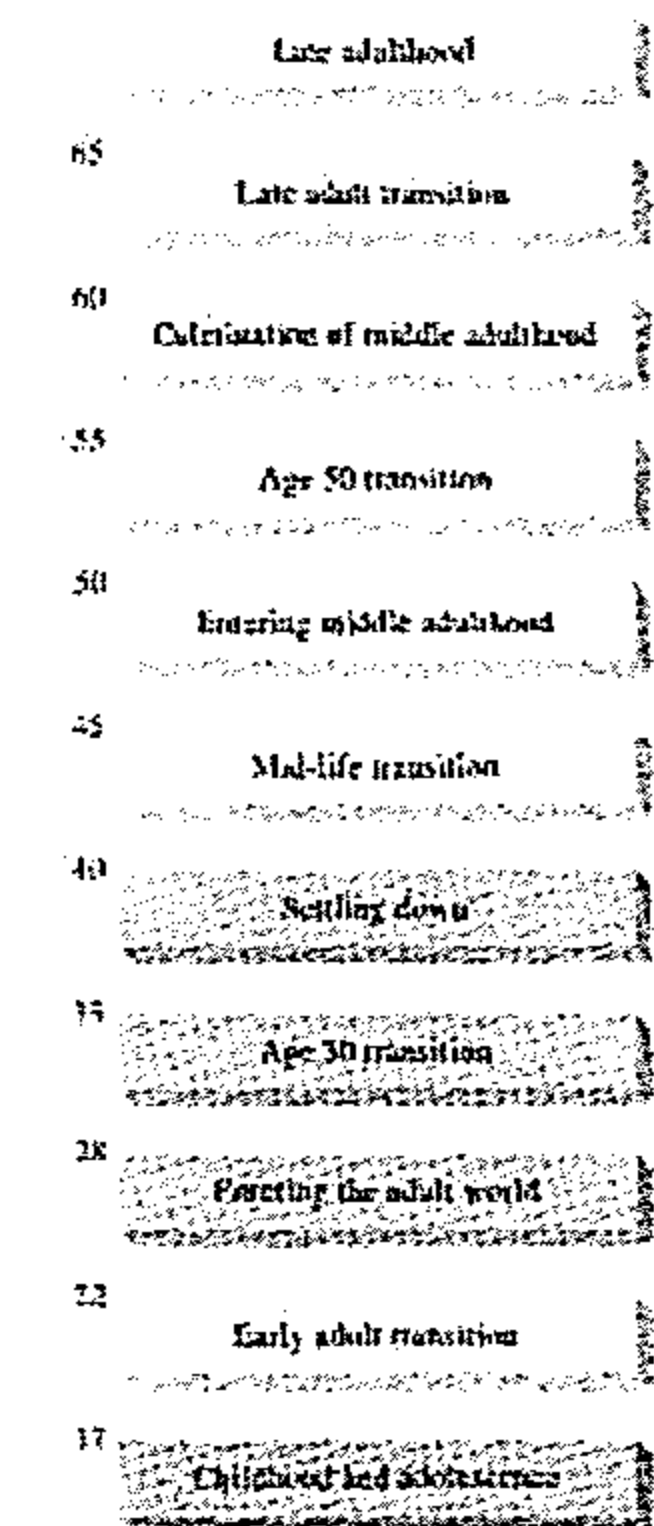 Late adulthood
65
Late adult transition
60
Culmination of middle adulthood
55
Age 50 transition
50
Entering middle adulthood
45
Mid-life transition
40
Settling down
Age 30 transition
28
Entering the adult world
22
Early adult transition
17
Childhood and adolescence